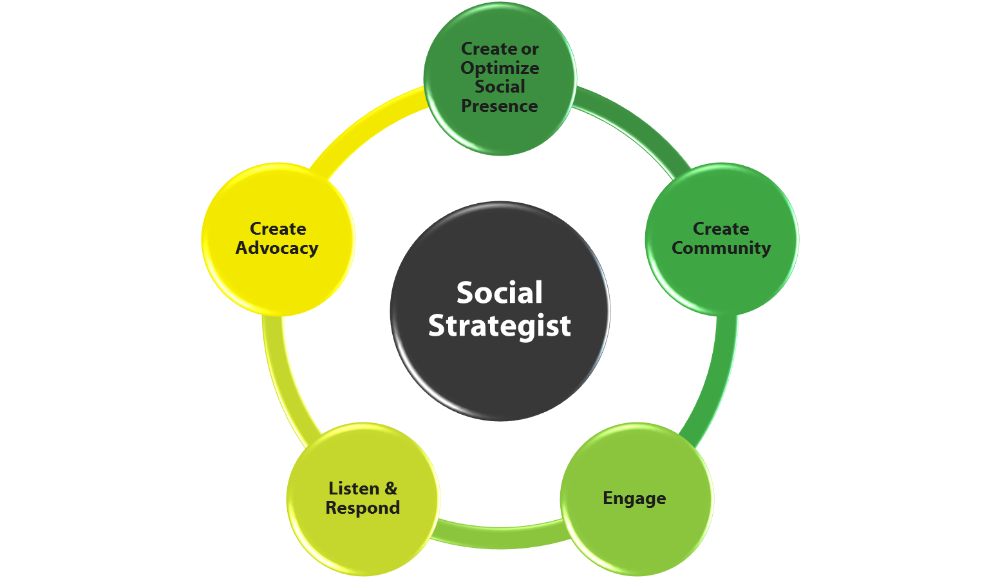 Create or
Optimize
Social
Presence
Create
Community
Engage
Listen &
Respond
Create
Advocacy
Social
Strategist